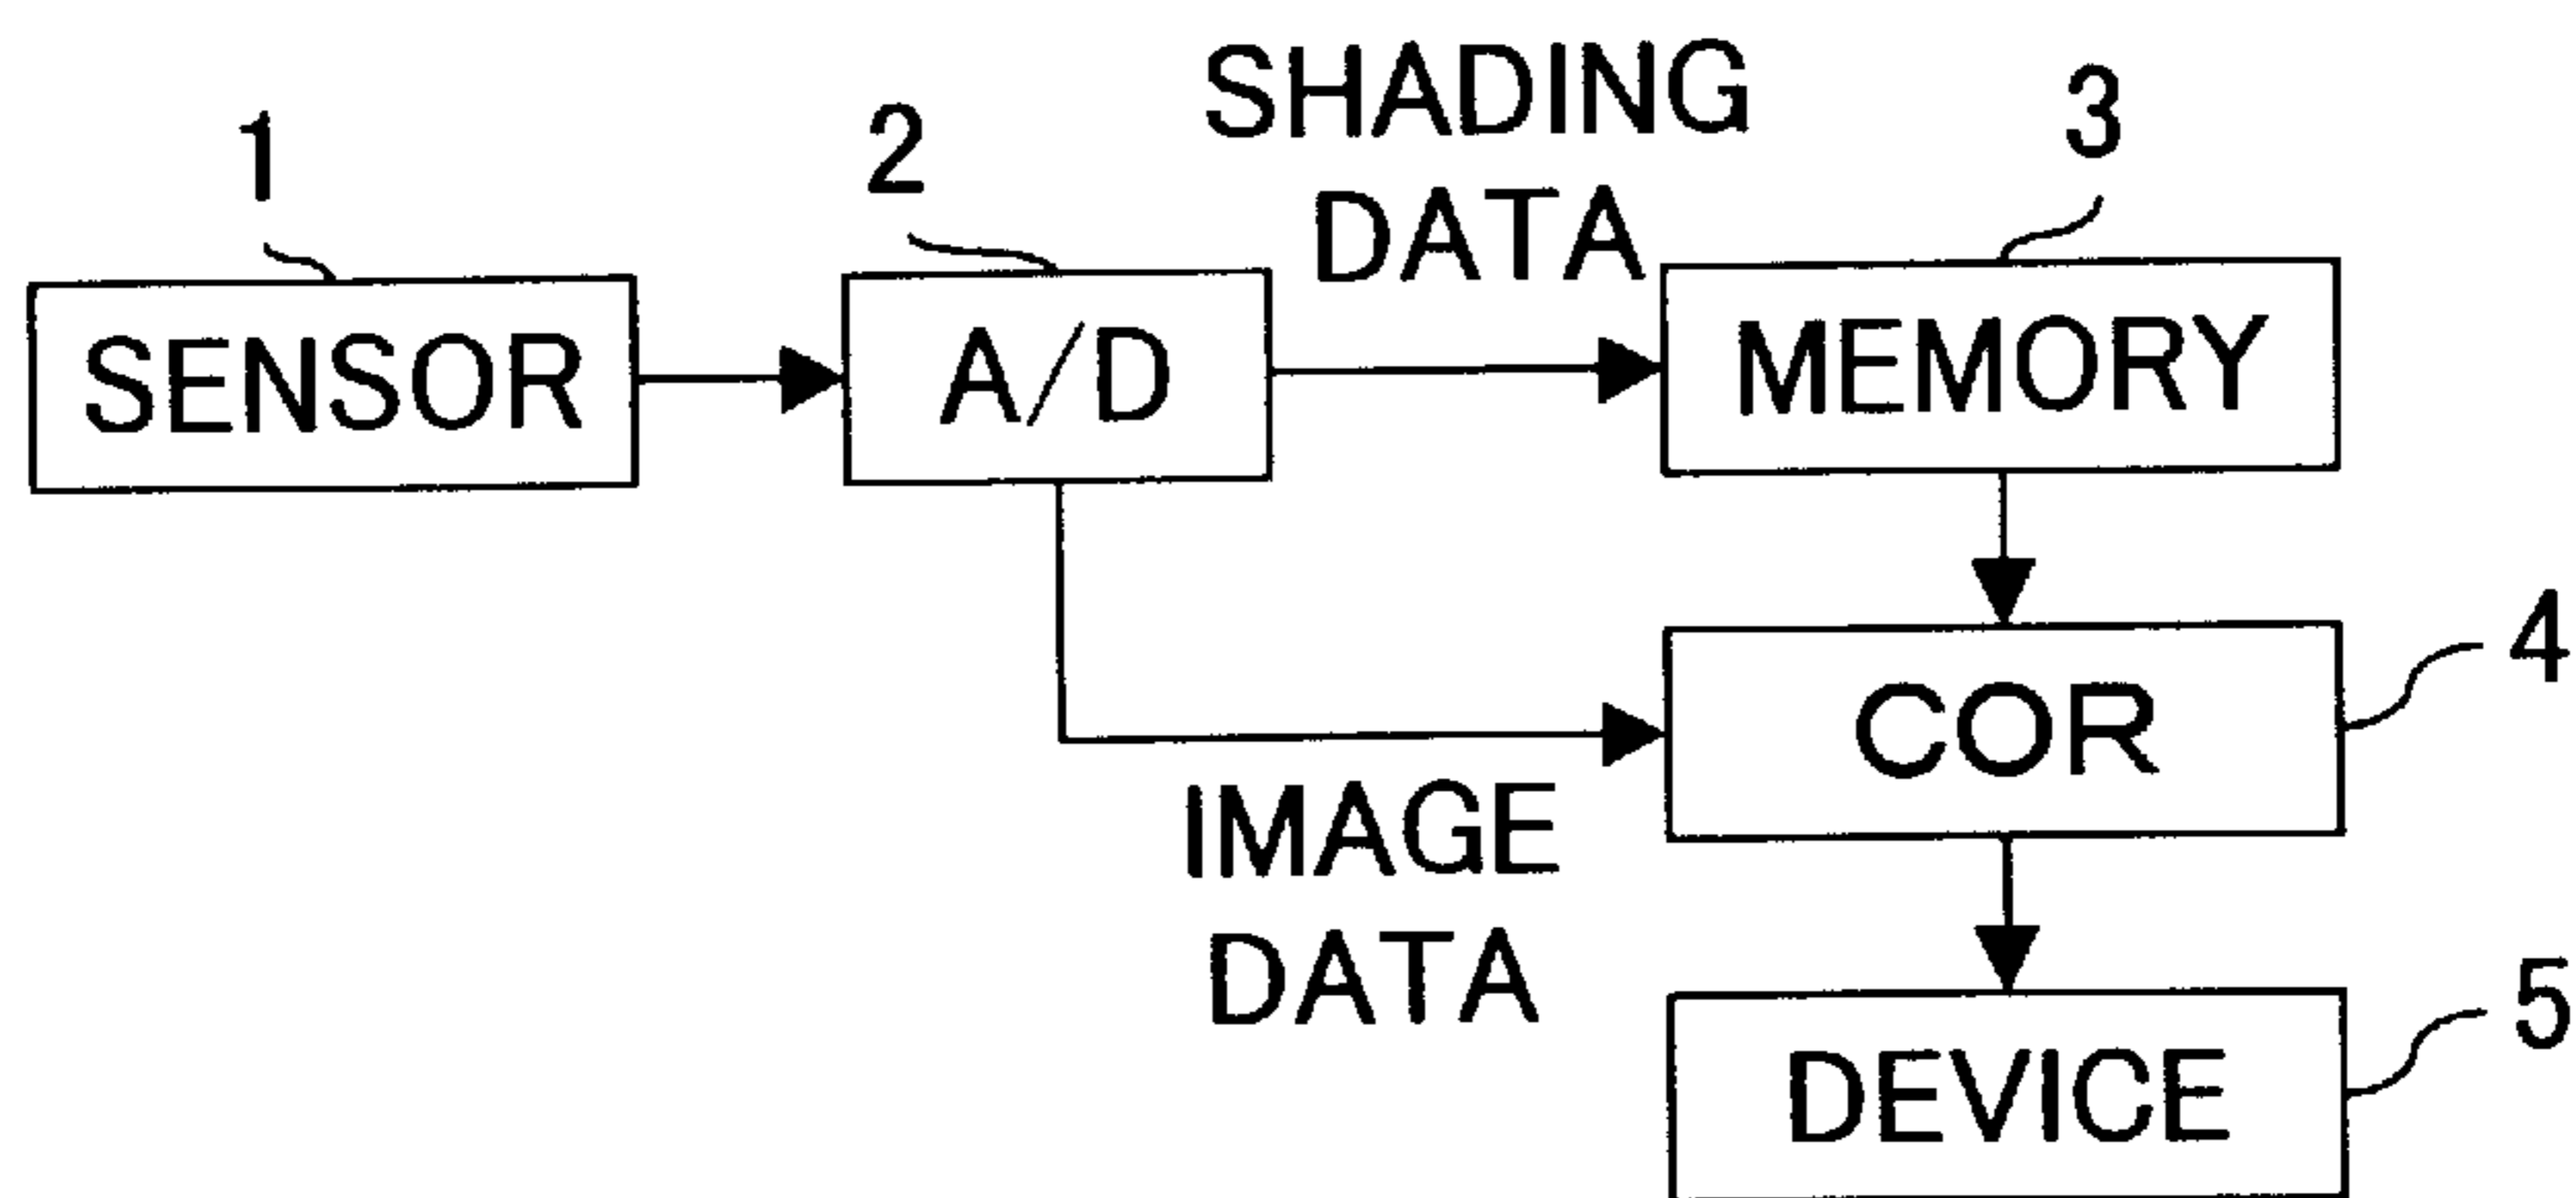 1
2
SHADING
DATA
3
SENSOR
A/D
MEMORY
COR
4
IMAGE
DATA
DEVICE
5